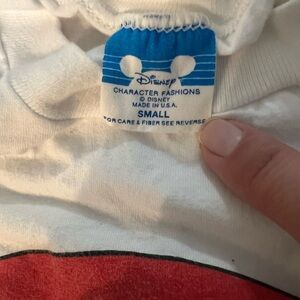 Disney
CHARACTER FASHIONS
© DISNEY
MADE IN U.S.A.
SMALL
FOR CARE & FIBER SEE REVERSE